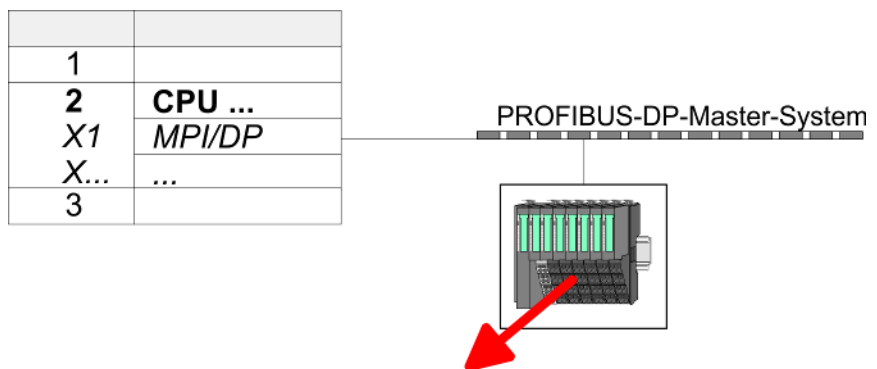 1
2 CPU ...
X1 MPI/DP
X... ...
3
PROFIBUS-DP-Master-System